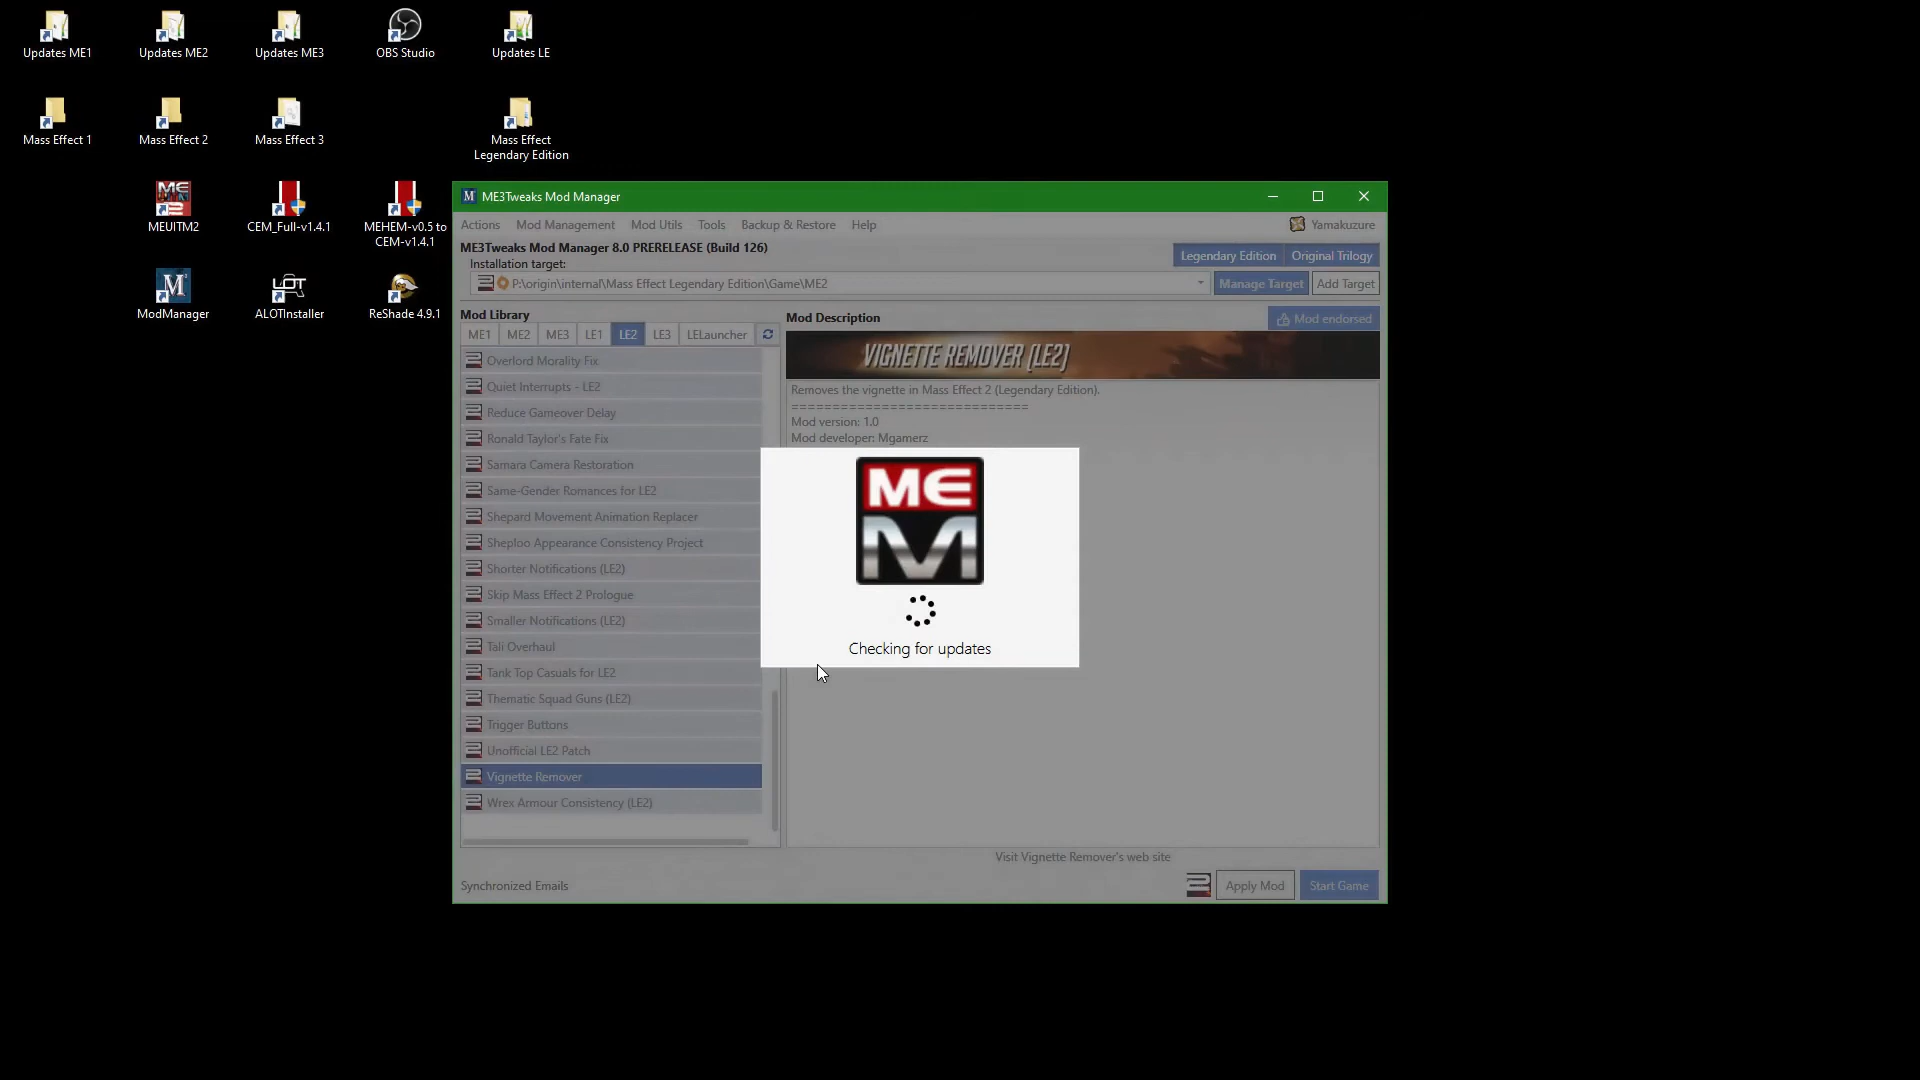 Updates ME1
Updates ME2
Updates ME3
OBS Studio
Updates LE
Mass Effect 1
Mass Effect 2
Mass Effect 3
Mass Effect
Legendary Edition
MEUITM2
CEM_Full-v1.4.1
MEHEM-v0.5 to
CEM-v1.4.1
ModManager
ALOTInstaller
ReShade 4.9.1
ME3Tweaks Mod Manager
Actions Mod Management Mod Utils Tools Backup & Restore Help Yamakuzure
ME3Tweaks Mod Manager 8.0 PRERELEASE (Build 126)
Legendary Edition Original Trilogy
Installation target:
P:\origin\internal\Mass Effect Legendary Edition\Game\ME2
Manage Target Add Target
Mod Library
ME1 ME2 ME3 LE1 LE2 LE3 LELauncher
Overlord Morality Fix
Quiet Interrupts - LE2
Reduce Gameover Delay
Ronald Taylor's Fate Fix
Samara Camera Restoration
Same-Gender Romances for LE2
Shepard Movement Animation Replacer
Sheploo Appearance Consistency Project
Shorter Notifications (LE2)
Skip Mass Effect 2 Prologue
Smaller Notifications (LE2)
Tali Overhaul
Tank Top Casuals for LE2
Thematic Squad Guns (LE2)
Trigger Buttons
Unofficial LE2 Patch
Vignette Remover
Wrex Armour Consistency (LE2)
Mod Description
Mod endorsed
VIGNETTE REMOVER (LE2)
Removes the vignette in Mass Effect 2 (Legendary Edition).
============================
Mod version: 1.0
Mod developer: Mgamerz
ME
M
Checking for updates
Visit Vignette Remover's web site
Synchronized Emails
Apply Mod Start Game